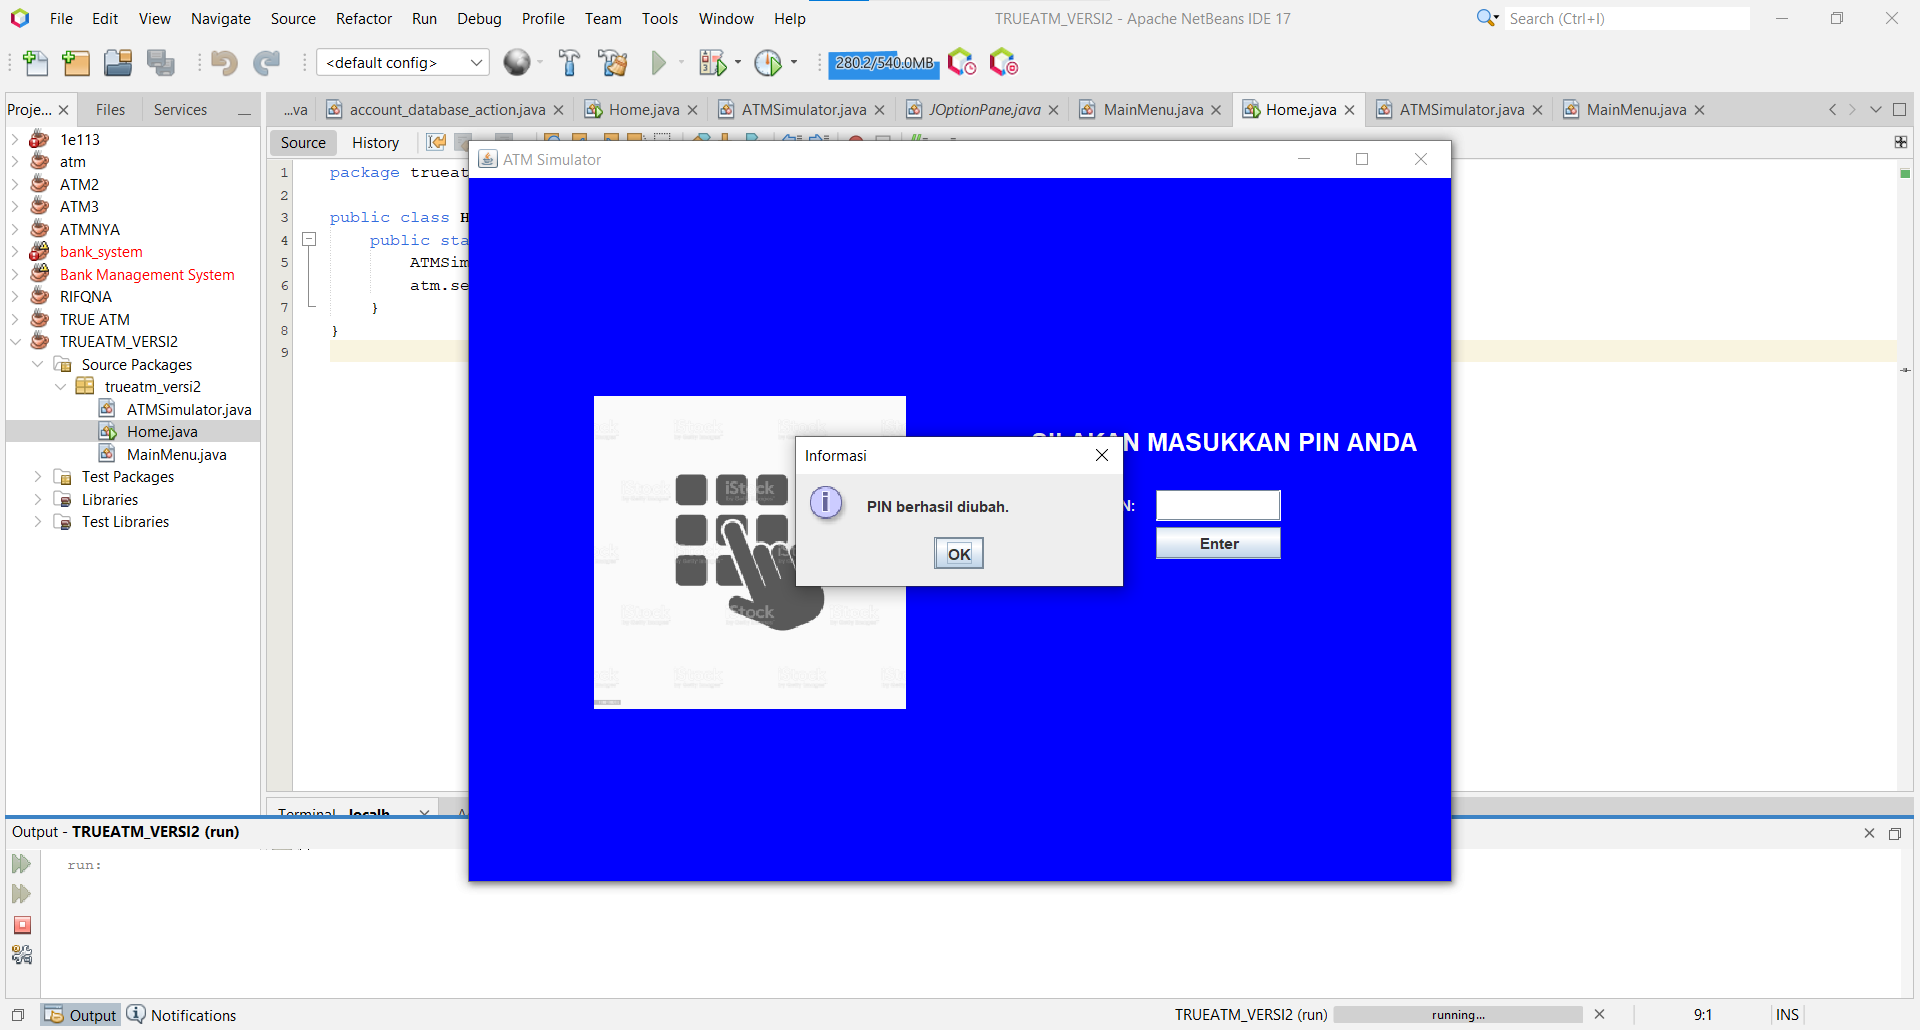 File Edit View Navigate Source Refactor Run Debug Profile Team Tools Window Help
TRUEATM_VERSI2 - Apache NetBeans IDE 17
Search (Ctrl+I)
<default config>
280.2/540.0MB
Proje... Files Services
...va account_database_action.java Home.java ATMSimulator.java JOptionPane.java MainMenu.java Home.java ATMSimulator.java MainMenu.java
Source History
1e113
atm
ATM2
ATM3
ATMNYA
bank_system
Bank Management System
RIFQNA
TRUE ATM
TRUEATM_VERSI2
Source Packages
trueatm_versi2
ATMSimulator.java
Home.java
MainMenu.java
Test Packages
Libraries
Test Libraries
1 package trueat
2
3 public class H
4 public sta
5 ATMSim
6 atm.se
7 }
8 }
9
ATM Simulator
MASUKKAN PIN ANDA
N:
Enter
Informasi
PIN berhasil diubah.
OK
iStock
Output - TRUEATM_VERSI2 (run)
run:
Output Notifications
TRUEATM_VERSI2 (run) running...
9:1 INS